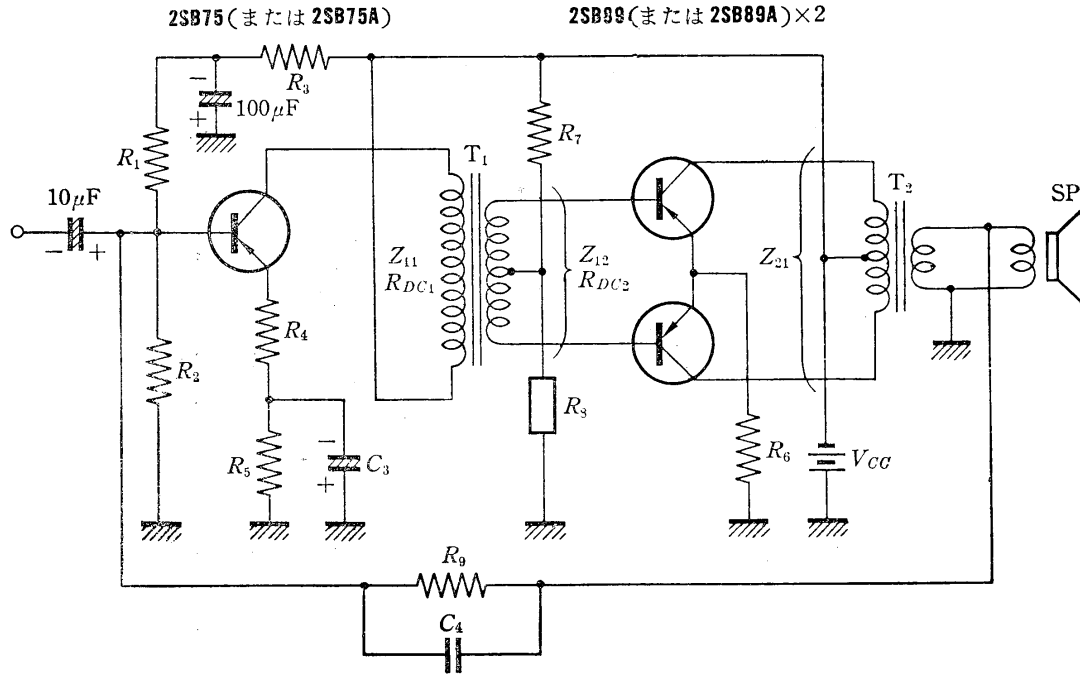 2SB75(または2SB75A)
2SB89(または2SB89A)×2
R3
100μF
R1
10μF
R2
R4
R5
C3
T1
Z11
RDC1
Z12
RDC2
R7
R8
R6
Z21
T2
SP
VCC
R9
C4